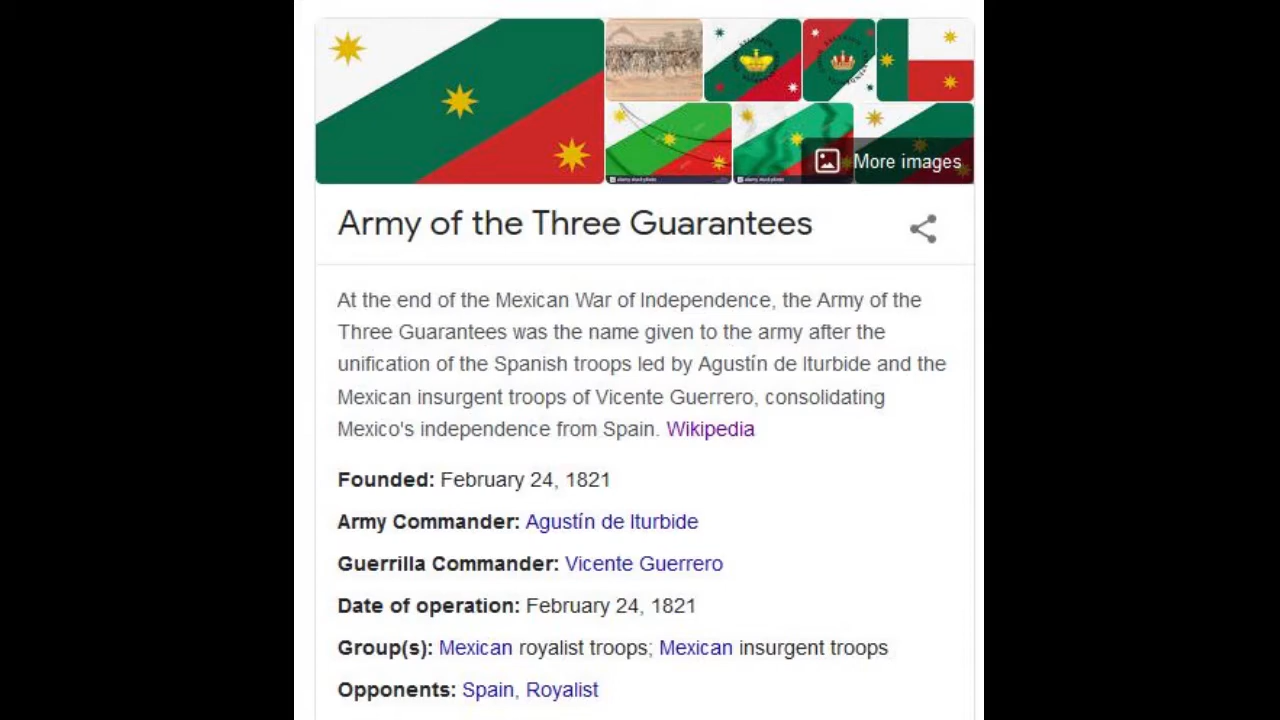 More images
Army of the Three Guarantees
At the end of the Mexican War of Independence, the Army of the
Three Guarantees was the name given to the army after the
unification of the Spanish troops led by Agustín de Iturbide and the
Mexican insurgent troops of Vicente Guerrero, consolidating
Mexico's independence from Spain. Wikipedia
Founded: February 24, 1821
Army Commander: Agustín de Iturbide
Guerrilla Commander: Vicente Guerrero
Date of operation: February 24, 1821
Group(s): Mexican royalist troops; Mexican insurgent troops
Opponents: Spain, Royalist